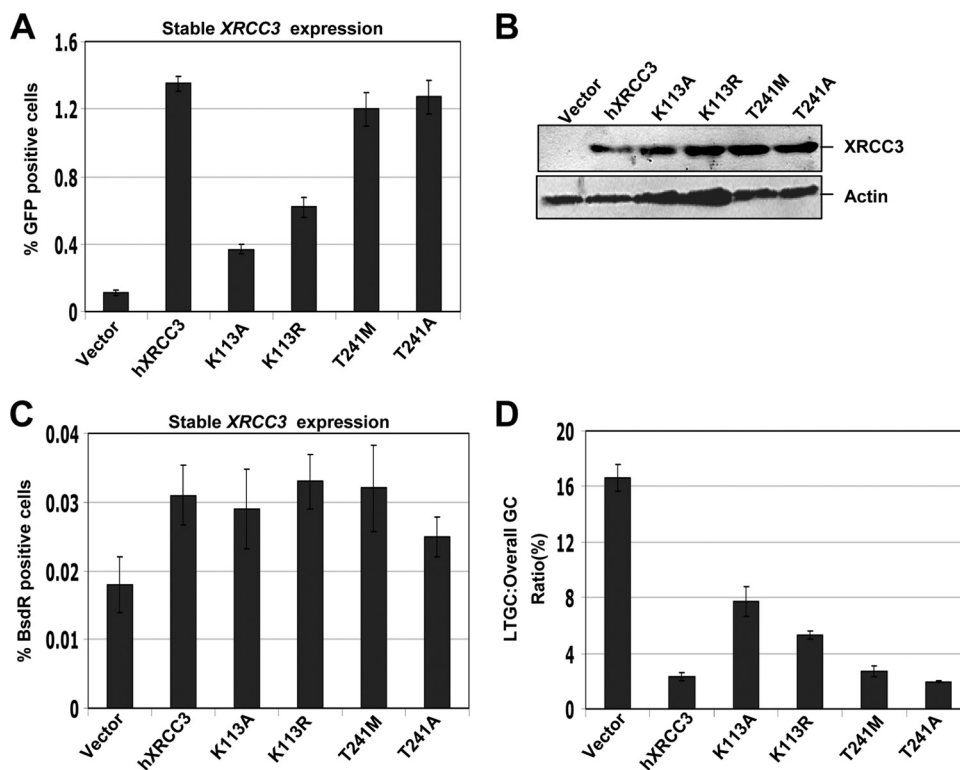 A
Stable XRCC3 expression
% GFP positive cells
1.6
1.2
0.8
0.4
0
Vector
hXRCC3
K113A
K113R
T241M
T241A
B
Vector
hXRCC3
K113A
K113R
T241M
T241A
XRCC3
Actin
C
Stable XRCC3 expression
% BsdR positive cells
0.04
0.03
0.02
0.01
0
Vector
hXRCC3
K113A
K113R
T241M
T241A
D
LTGC:Overall GC
Ratio(%)
20
16
12
8
4
0
Vector
hXRCC3
K113A
K113R
T241M
T241A